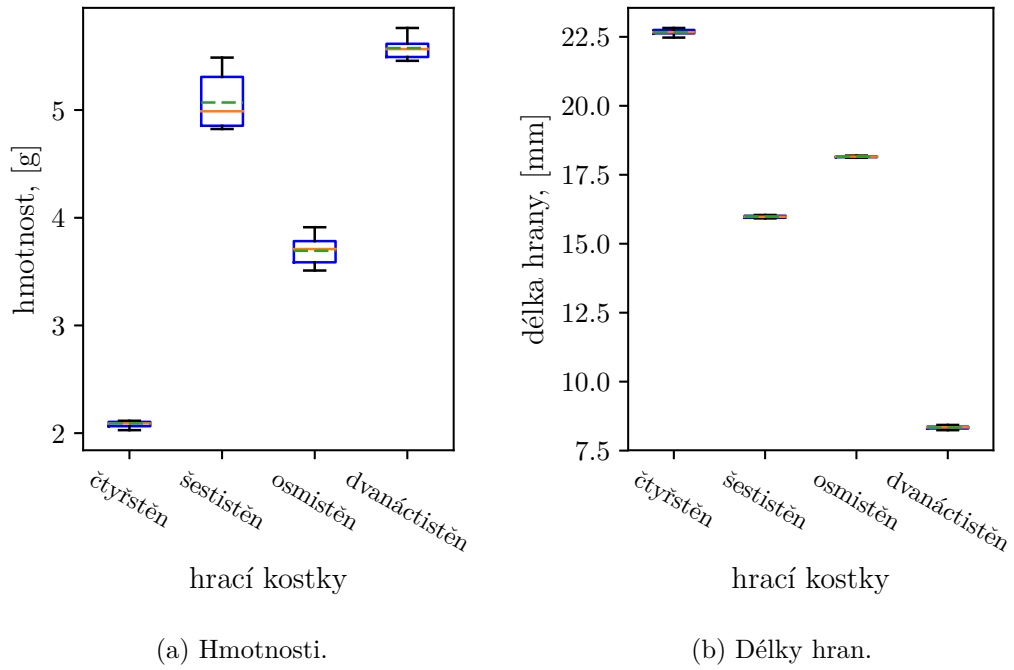 hmotnost, [g]
5
4
3
2
čtyřstěn
šestistěn
osmistěn
dvanáctistěn
hrací kostky
(a) Hmotnosti.
délka hrany, [mm]
22.5
20.0
17.5
15.0
12.5
10.0
7.5
čtyřstěn
šestistěn
osmistěn
dvanáctistěn
hrací kostky
(b) Délky hran.